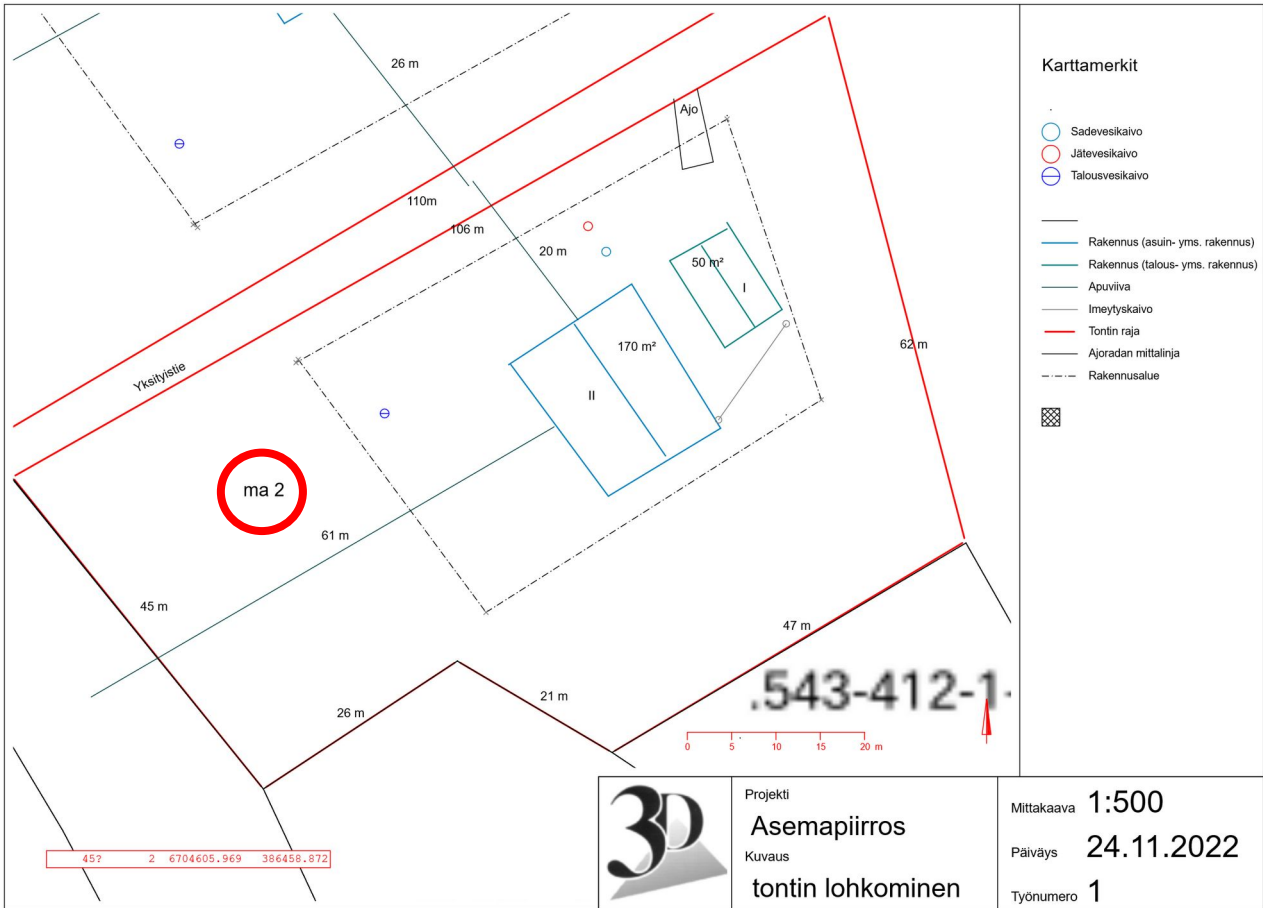 26 m
Ajo
110m
106 m
20 m
50 m²
I
170 m²
II
62 m
Yksityistie
ma 2
61 m
45 m
47 m
21 m
26 m
.543-412-1-
0 5 10 15 20 m
45? 2 6704605.969 386458.872
Karttamerkit
Sadevesikaivo
Jätevesikaivo
Talousvesikaivo
Rakennus (asuin- yms. rakennus)
Rakennus (talous- yms. rakennus)
Apuviiva
Imeytyskaivo
Tontin raja
Ajoradan mittalinja
Rakennusalue
3D
Projekti
Asemapiirros
Kuvaus
tontin lohkominen
Mittakaava 1:500
Päiväys 24.11.2022
Työnumero 1